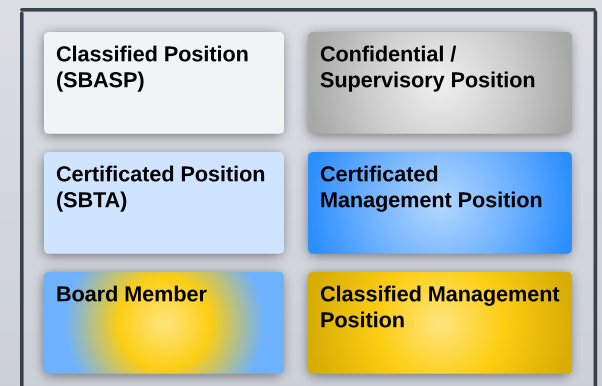 Classified Position
(SBASP)
Confidential /
Supervisory Position
Certificated Position
(SBTA)
Certificated
Management Position
Board Member
Classified Management
Position